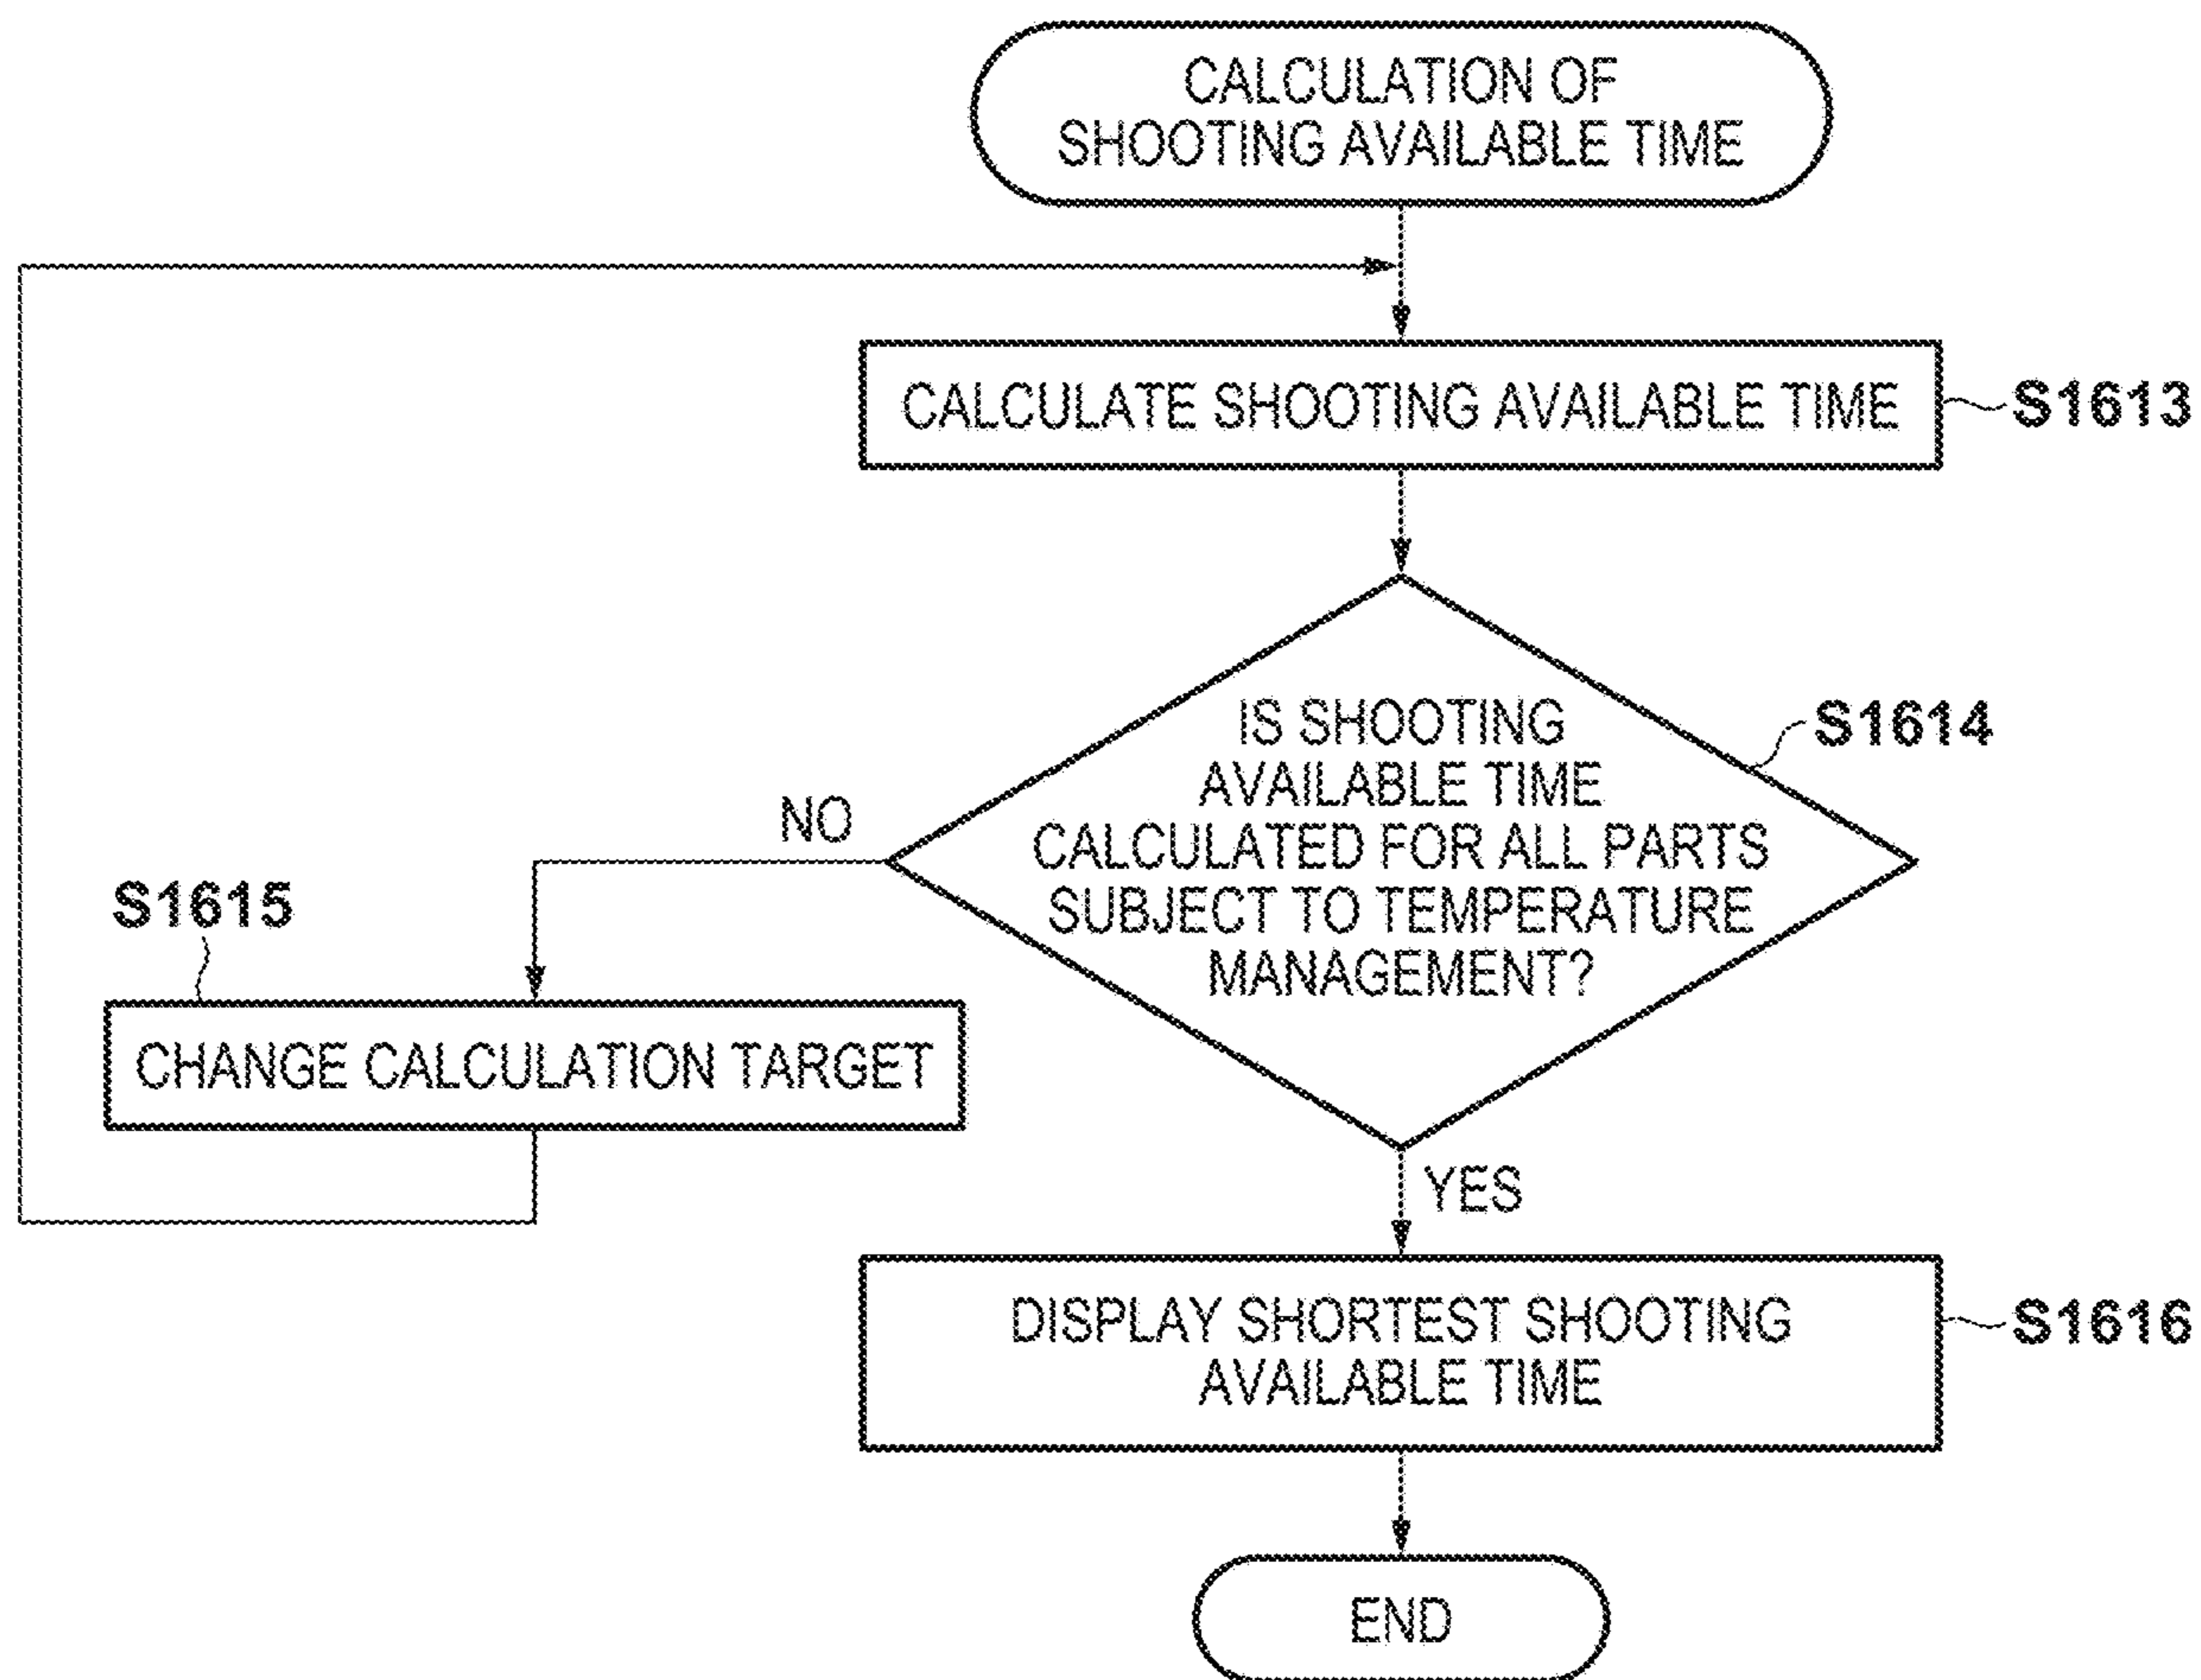 CALCULATION OF
SHOOTING AVAILABLE TIME
CALCULATE SHOOTING AVAILABLE TIME
S1613
IS SHOOTING
AVAILABLE TIME
CALCULATED FOR ALL PARTS
SUBJECT TO TEMPERATURE
MANAGEMENT?
S1614
NO
S1615
CHANGE CALCULATION TARGET
YES
DISPLAY SHORTEST SHOOTING
AVAILABLE TIME
S1616
END